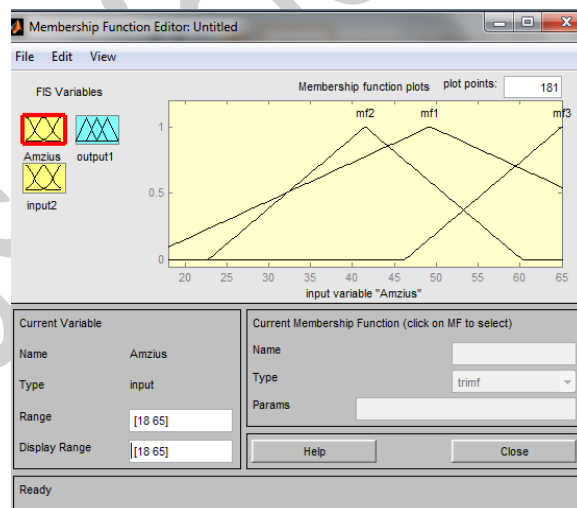 Membership Function Editor: Untitled
File Edit View
FIS Variables
Membership function plots plot points: 181
Amzius output1
input2
mf2 mf1 mf3
1
0.5
0
20 25 30 35 40 45 50 55 60 65
input variable "Amzius"
Current Variable
Name Amzius
Type input
Range [18 65]
Display Range [18 65]
Current Membership Function (click on MF to select)
Name
Type trimf
Params
Help Close
Ready